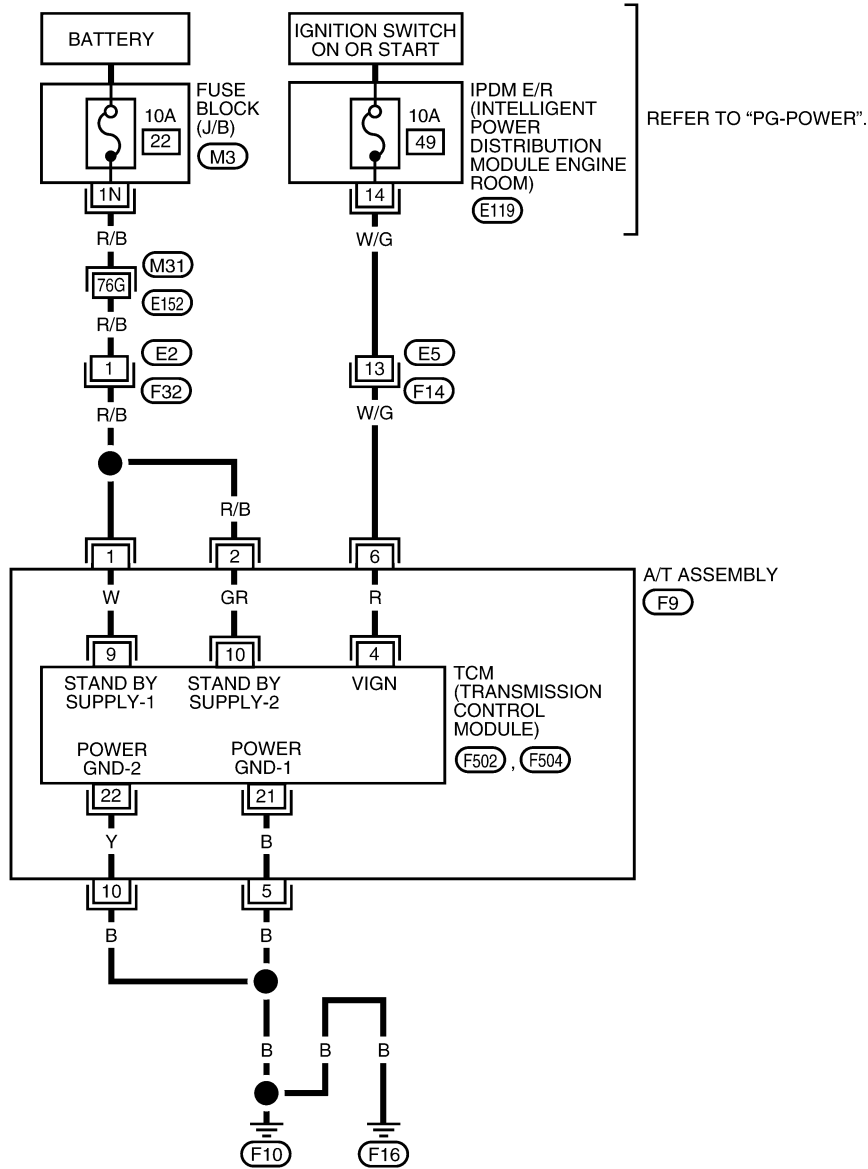 BATTERY
IGNITION SWITCH
ON OR START
10A
22
FUSE
BLOCK
(J/B)
M3
10A
49
IPDM E/R
(INTELLIGENT
POWER
DISTRIBUTION
MODULE ENGINE
ROOM)
E119
REFER TO “PG-POWER”.
1N
14
R/B
W/G
76G
M31
E152
R/B
1
E2
F32
13
E5
F14
R/B
W/G
R/B
1
2
6
A/T ASSEMBLY
F9
W
GR
R
9
10
4
STAND BY
SUPPLY-1
STAND BY
SUPPLY-2
VIGN
TCM
(TRANSMISSION
CONTROL
MODULE)
F502 , F504
POWER
GND-2
POWER
GND-1
22
21
Y
B
10
5
B
B
B
B
B
F10
F16